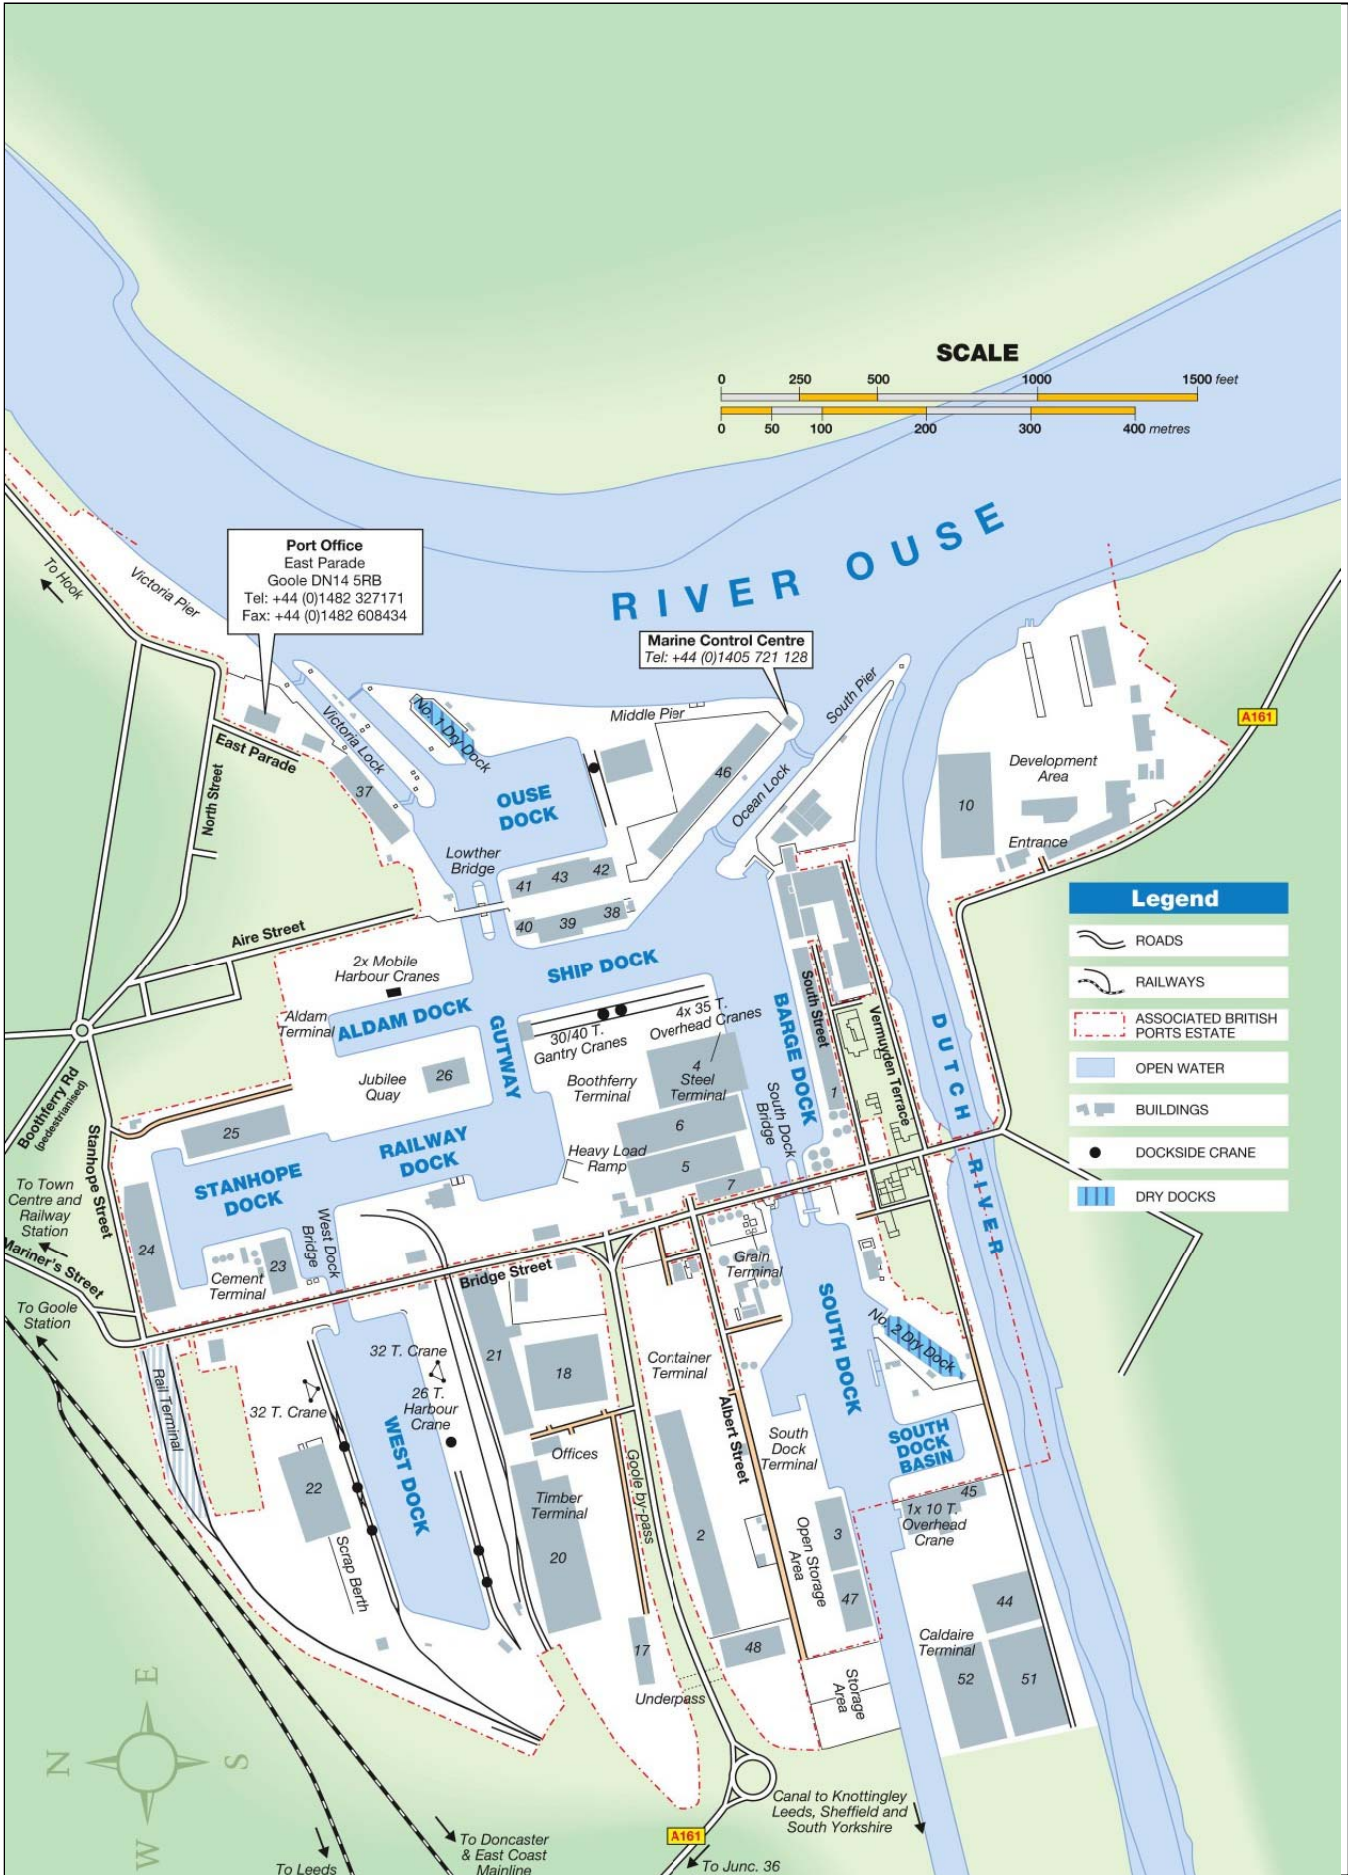 SCALE
0 250 500 1000 1500 feet
0 50 100 200 300 400 metres
RIVER OUSE
Port Office
East Parade
Goole DN14 5RB
Tel: +44 (0)1482 327171
Fax: +44 (0)1482 608434
To Hook
Victoria Pier
Marine Control Centre
Tel: +44 (0)1405 721 128
Middle Pier
South Pier
Victoria Lock
No. 1 Dry Dock
East Parade
North Street
37
OUSE
DOCK
46
Ocean Lock
10
Development
Area
A161
Entrance
Lowther
Bridge
41
43
42
40
39
38
Aire Street
2x Mobile
Harbour Cranes
SHIP DOCK
Aldam
Terminal
ALDAM DOCK
GUTWAY
30/40 T.
Gantry Cranes
4x 35 T.
Overhead Cranes
BARGE DOCK
South Street
Vermuyden Terrace
DUTCH RIVER
Legend
ROADS
RAILWAYS
ASSOCIATED BRITISH
PORTS ESTATE
OPEN WATER
BUILDINGS
DOCKSIDE CRANE
DRY DOCKS
Boothferry Rd
(pedestrianised)
Stanhope Street
Jubilee
Quay
26
Boothferry
Terminal
4
Steel
Terminal
South Dock
Bridge
1
25
6
RAILWAY
DOCK
Heavy Load
Ramp
5
7
STANHOPE
DOCK
To Town
Centre and
Railway
Station
Mariner's Street
24
Cement
Terminal
23
West Dock
Bridge
Bridge Street
Grain
Terminal
SOUTH DOCK
No. 2 Dry Dock
To Goole
Station
Rail Terminal
32 T. Crane
32 T. Crane
26 T.
Harbour
Crane
WEST DOCK
21
18
Container
Terminal
Albert Street
Offices
Goole by-pass
South
Dock
Terminal
SOUTH
DOCK
BASIN
22
Scrap Berth
Timber
Terminal
20
2
Open Storage
Area
3
45
1x 10 T.
Overhead
Crane
47
44
Caldaire
Terminal
17
48
52
51
Underpass
Storage
Area
N
E
S
W
Canal to Knottingley
Leeds, Sheffield and
South Yorkshire
A161
To Leeds
To Doncaster
& East Coast
Mainline
To Junc. 36